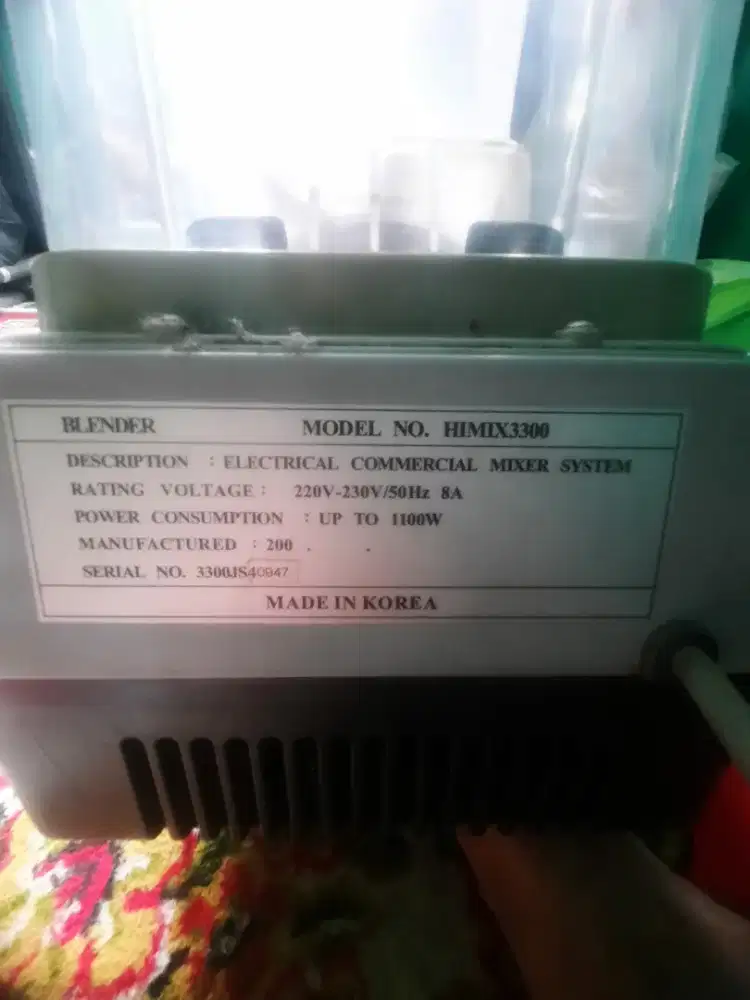 BLENDER MODEL NO. HIMIX3300
DESCRIPTION : ELECTRICAL COMMERCIAL MIXER SYSTEM
RATING VOLTAGE : 220V-230V/50Hz 8A
POWER CONSUMPTION : UP TO 1100W
MANUFACTURED : 200 . .
SERIAL NO. 3300JS40947
MADE IN KOREA